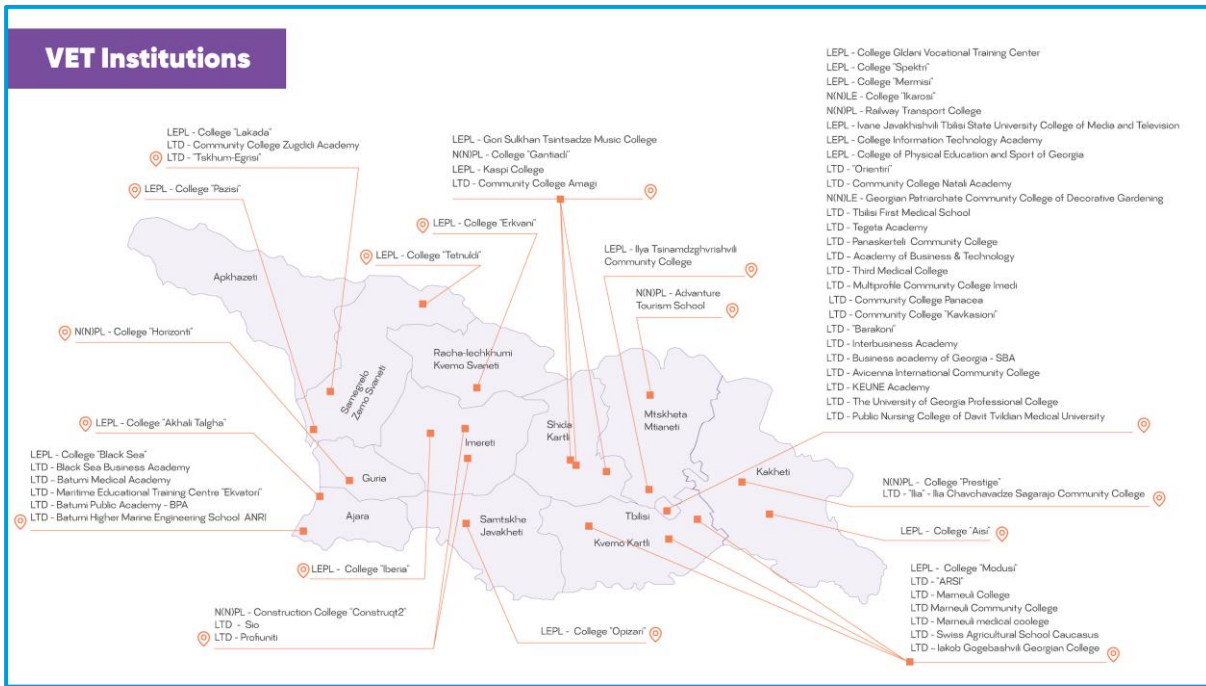 VET Institutions
LEPL - College "Lakada"
LTD - Community College Zugdidi Academy
LTD - "Tskhum-Egrisi"
LEPL - College "Pazisi"
LEPL - Gori Sulkhan Tsintsadze Music College
N(N)PL - College "Gantiadi"
LEPL - Kaspi College
LTD - Community College Amagi
LEPL - College "Erkvani"
LEPL - College "Tetnuldi"
LEPL - Ilya Tsinamdzghvrishvili
Community College
N(N)PL - Advanture
Tourism School
LEPL - College Gldani Vocational Training Center
LEPL - College "Spektri"
LEPL - College "Mermisi"
N(N)LE - College "Ikarosi"
N(N)PL - Railway Transport College
LEPL - Ivane Javakhishvili Tbilisi State University College of Media and Television
LEPL - College Information Technology Academy
LEPL - College of Physical Education and Sport of Georgia
LTD - "Orientiri"
LTD - Community College Natali Academy
N(N)LE - Georgian Patriarchate Community College of Decorative Gardening
LTD - Tbilisi First Medical School
LTD - Tegeta Academy
LTD - Panaskerteli Community College
LTD - Academy of Business & Technology
LTD - Third Medical College
LTD - Multiprofile Community College Imedi
LTD - Community College Panacea
LTD - Community College "Kavkasioni"
LTD - "Barakoni"
LTD - Interbusiness Academy
LTD - Business academy of Georgia - SBA
LTD - Avicenna International Community College
LTD - KEUNE Academy
LTD - The University of Georgia Professional College
LTD - Public Nursing College of Davit Tvildian Medical University
N(N)PL - College "Horizonti"
LEPL - College "Akhali Talgha"
LEPL - College "Black Sea"
LTD - Black Sea Business Academy
LTD - Batumi Medical Academy
LTD - Maritime Educational Training Centre "Ekvatori"
LTD - Batumi Public Academy - BPA
LTD - Batumi Higher Marine Engineering School ANRI
Apkhazeti
Samegrelo
Zemo Svaneti
Racha-lechkhumi
Kvemo Svaneti
Imereti
Guria
Ajara
Samtskhe
Javakheti
Shida
Kartli
Mtskheta
Mtianeti
Tbilisi
Kvemo Kartli
Kakheti
N(N)PL - College "Prestige"
LTD - "Ilia" - Ilia Chavchavadze Sagarajo Community College
LEPL - College "Aisi"
LEPL - College "Iberia"
N(N)PL - Construction College "Construqt2"
LTD - Sio
LTD - Profiuniti
LEPL - College "Opizari"
LEPL - College "Modusi"
LTD - "ARSI"
LTD - Marneuli College
LTD Marneuli Community College
LTD - Marneuli medical coolege
LTD - Swiss Agricultural School Caucasus
LTD - Iakob Gogebashvili Georgian College